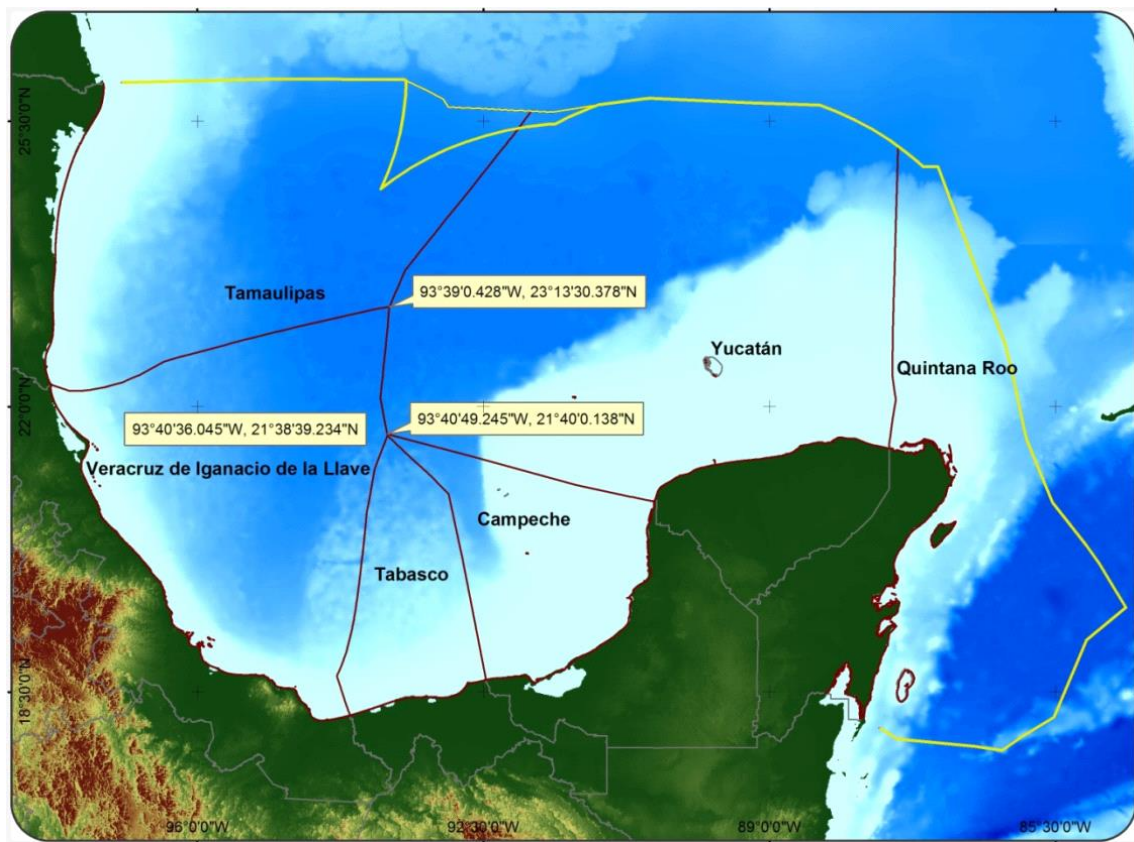 25°30'0"N
Tamaulipas
93°39'0.428"W, 23°13'30.378"N
Yucatán
Quintana Roo
22°0'0"N
93°40'36.045"W, 21°38'39.234"N
93°40'49.245"W, 21°40'0.138"N
Veracruz de Iganacio de la Llave
Campeche
Tabasco
18°30'0"N
96°0'0"W
92°30'0"W
89°0'0"W
85°30'0"W